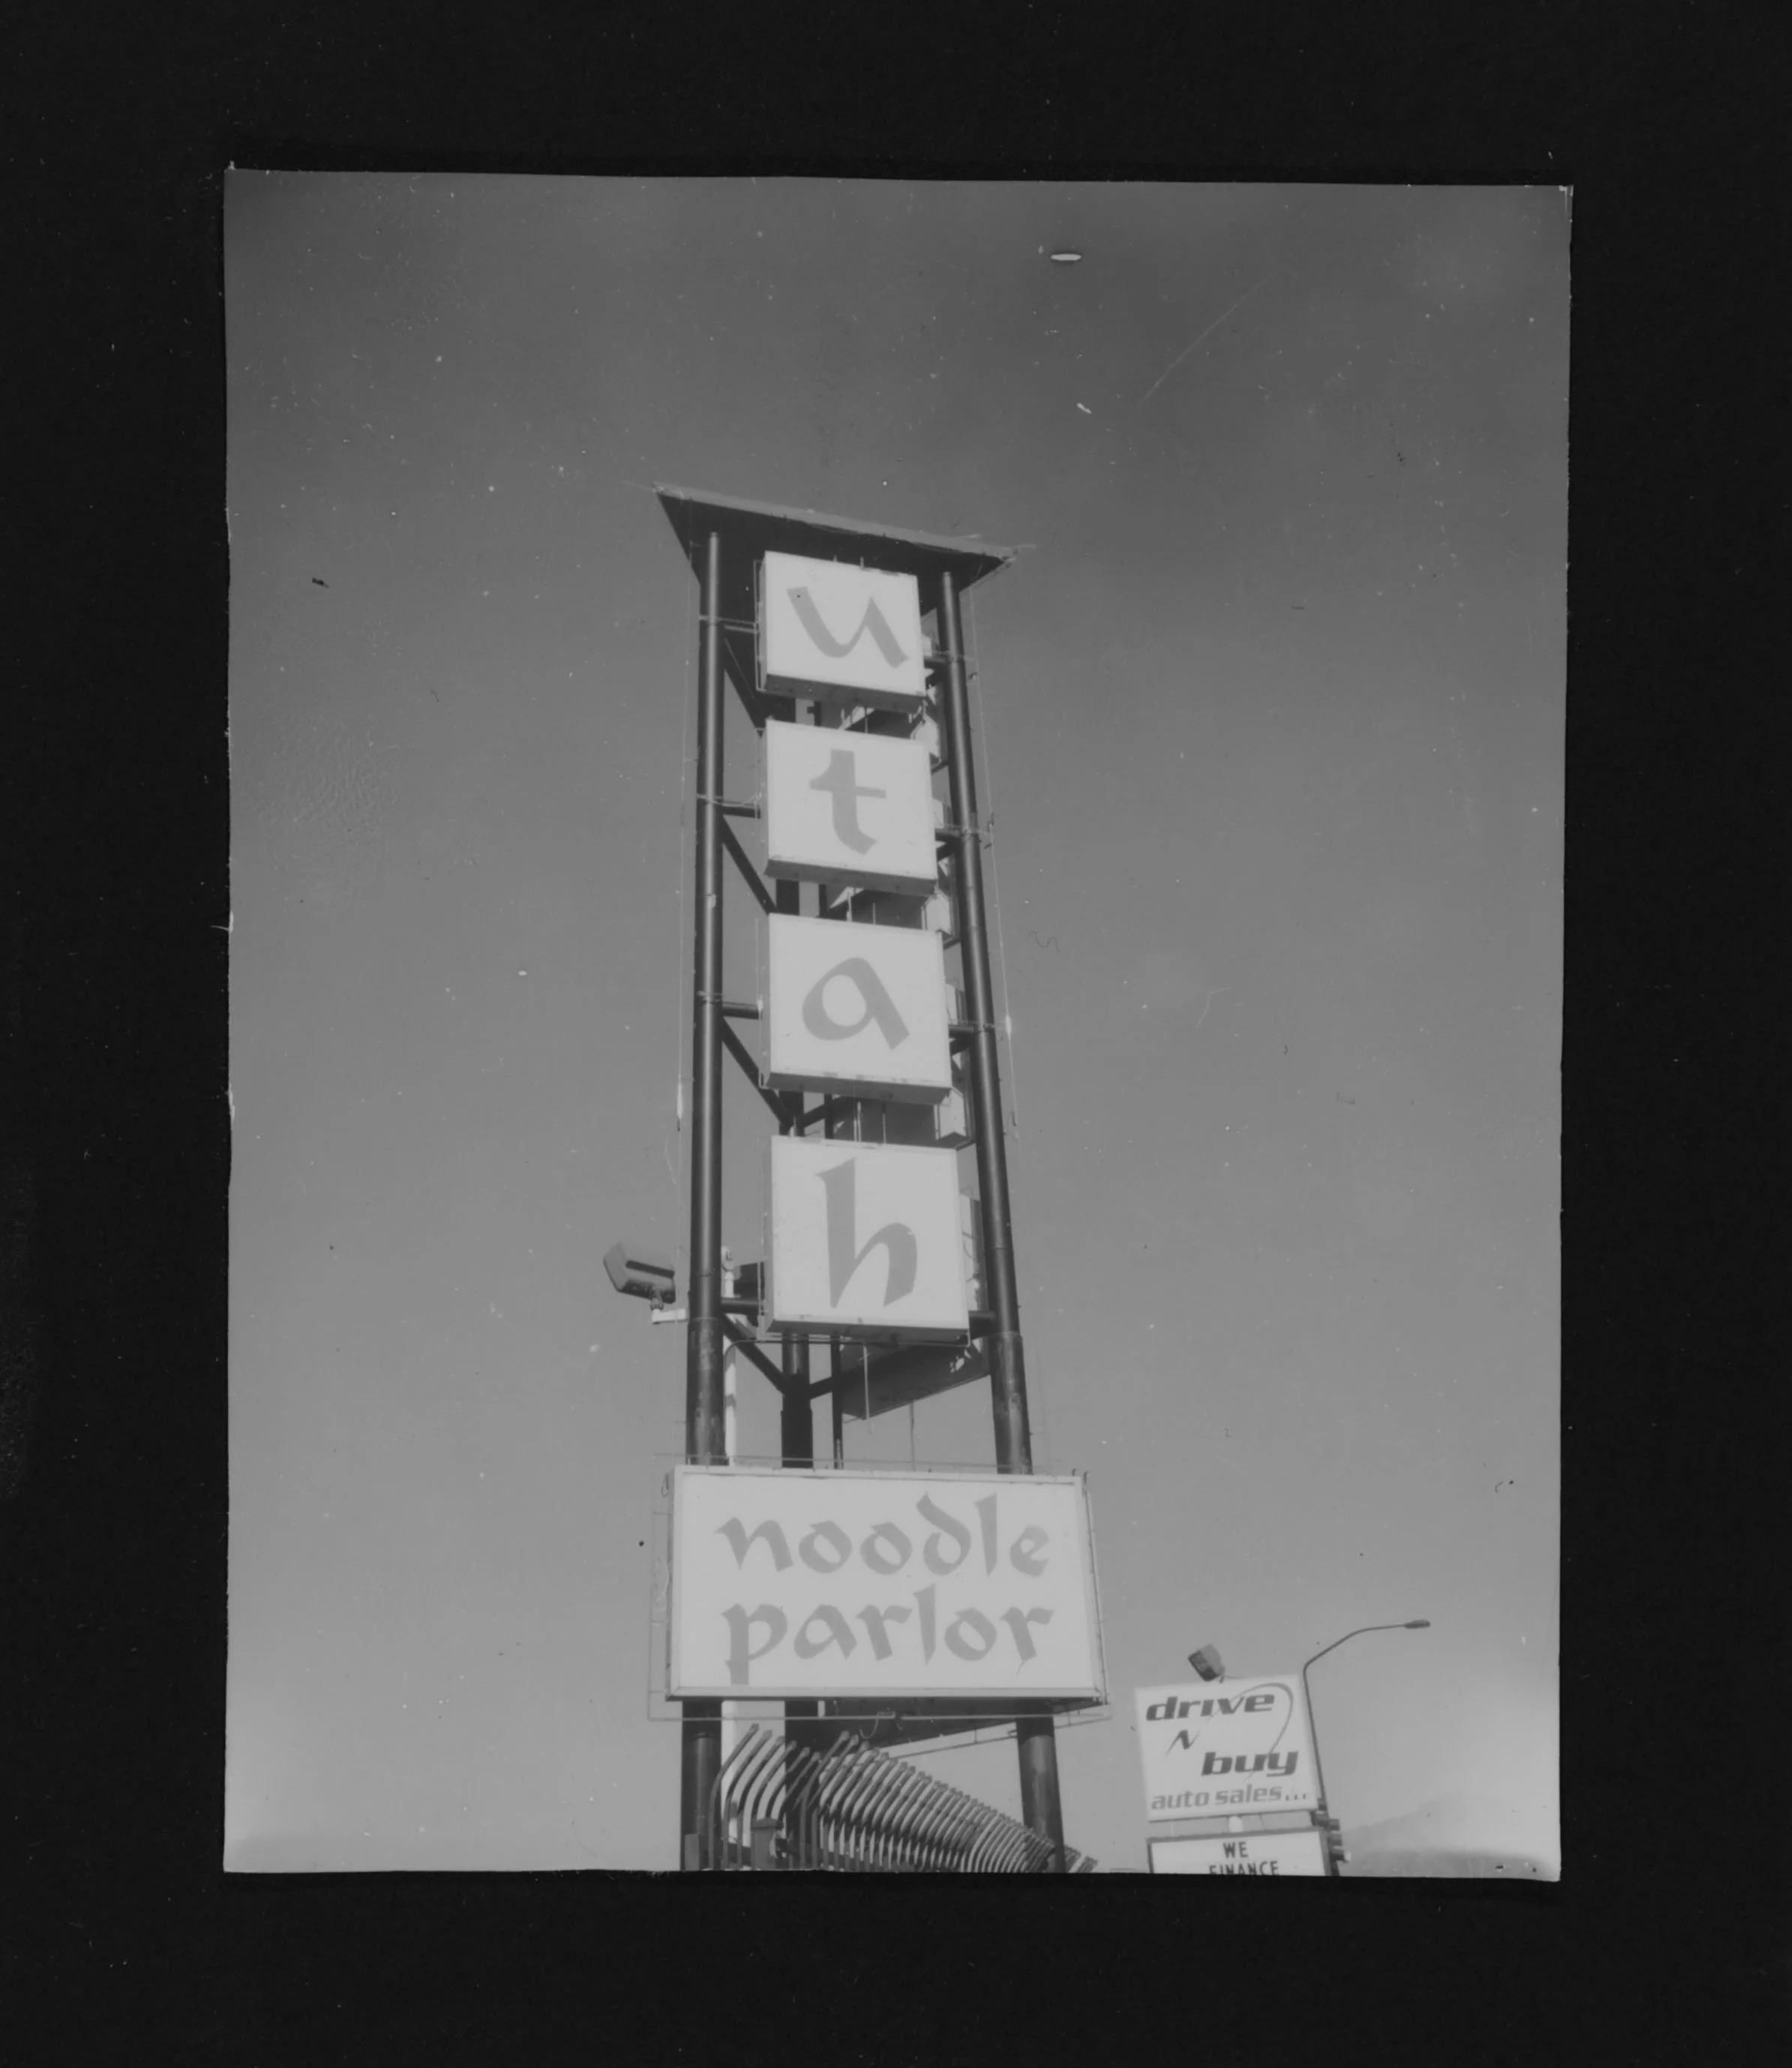 u
t
a
h
noodle
parlor
drive
N
buy
auto sales...
WE
FINANCE